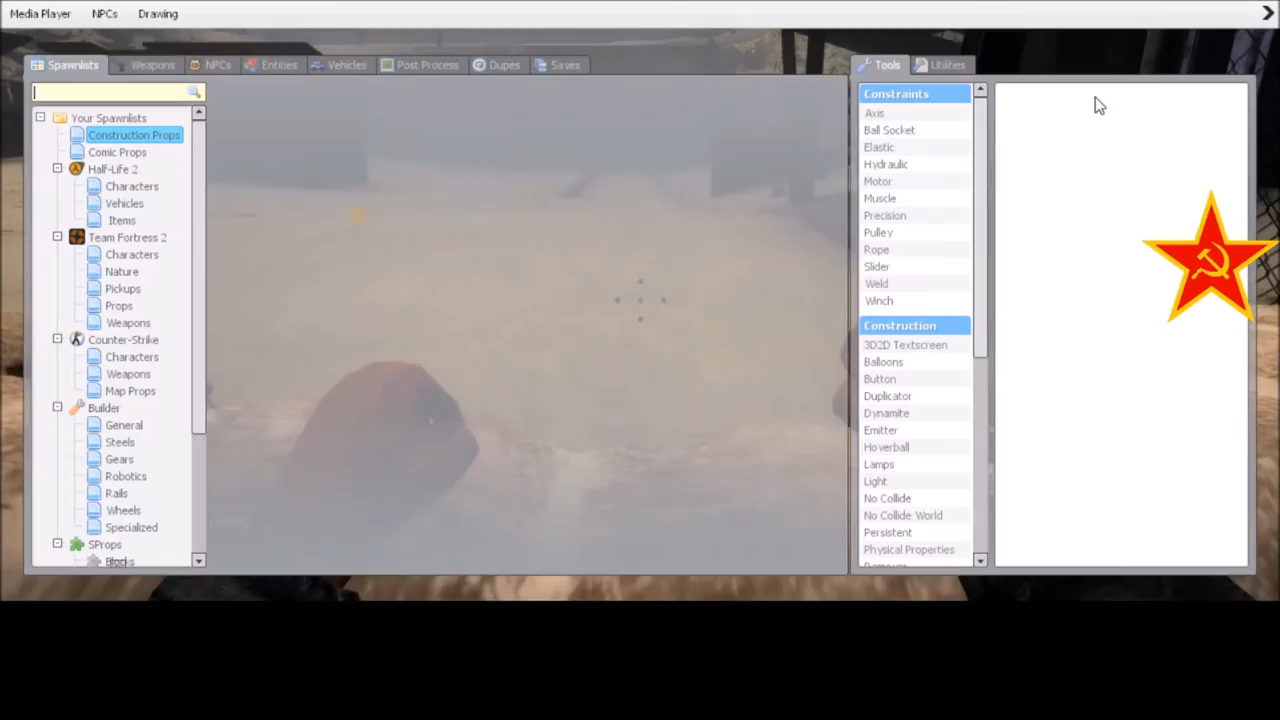 Media Player NPCs Drawing
Spawnlists Weapons NPCs Entities Vehicles Post Process Dupes Saves
Your Spawnlists
Construction Props
Comic Props
Half-Life 2
Characters
Vehicles
Items
Team Fortress 2
Characters
Nature
Pickups
Props
Weapons
Counter-Strike
Characters
Weapons
Map Props
Builder
General
Steels
Gears
Robotics
Rails
Wheels
Specialized
SProps
Blocks
Tools Utilities
Constraints
Axis
Ball Socket
Elastic
Hydraulic
Motor
Muscle
Precision
Pulley
Rope
Slider
Weld
Winch
Construction
3D2D Textscreen
Balloons
Button
Duplicator
Dynamite
Emitter
Hoverball
Lamps
Light
No Collide
No Collide World
Persistent
Physical Properties